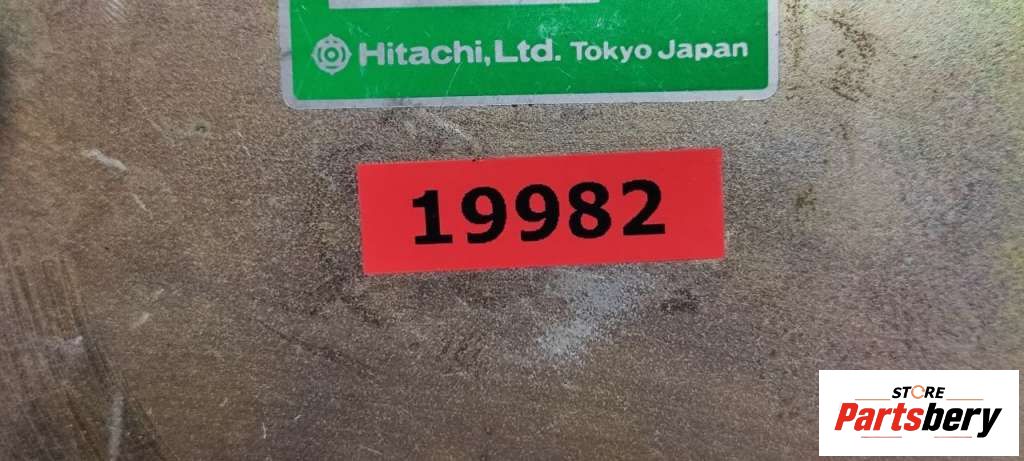 Hitachi,Ltd. Tokyo Japan
19982
STORE
Partsbery